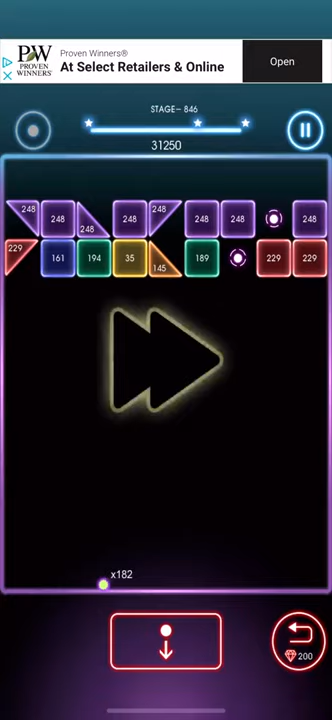 PW
PROVEN
WINNERS®
Proven Winners®
At Select Retailers & Online
Open
STAGE- 846
31250
248 248 248 248 248 248 248 248
229 161 194 35 145 189 229 229
x182
200